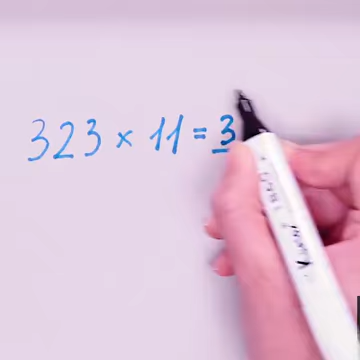 323 × 11 = 3